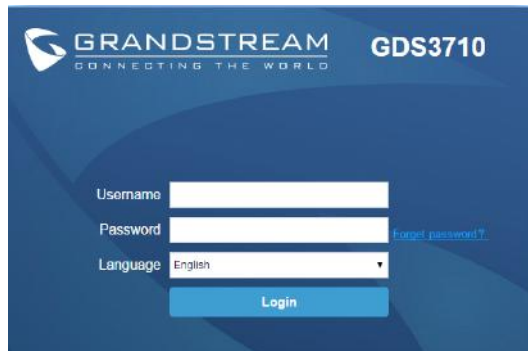 GRANDSTREAM GDS3710
CONNECTING THE WORLD
Username
Password Forget password?
Language English
Login